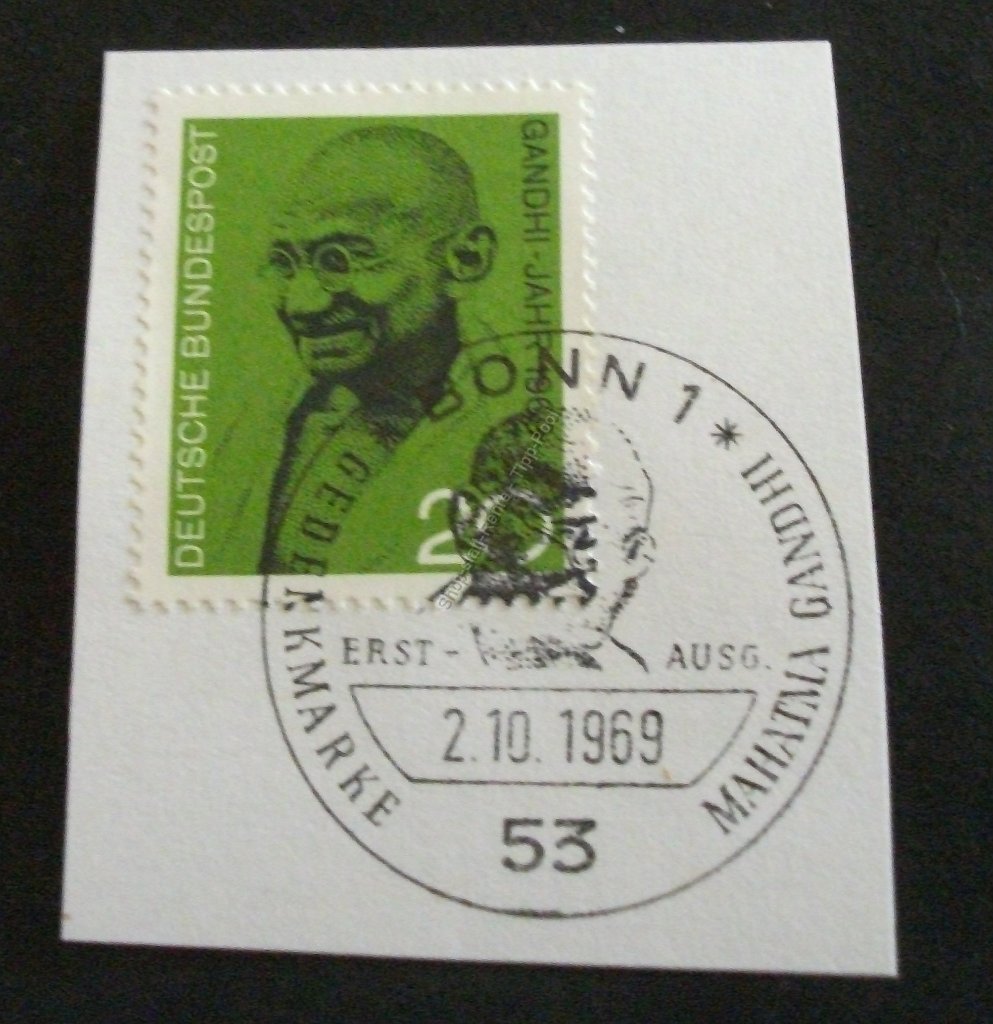 DEUTSCHE BUNDESPOST
GANDHI-JAHR 1969
20
BONN 1
* GEDENKMARKE
* MAHATMA GANDHI
ERST - AUSG.
2.10. 1969
53